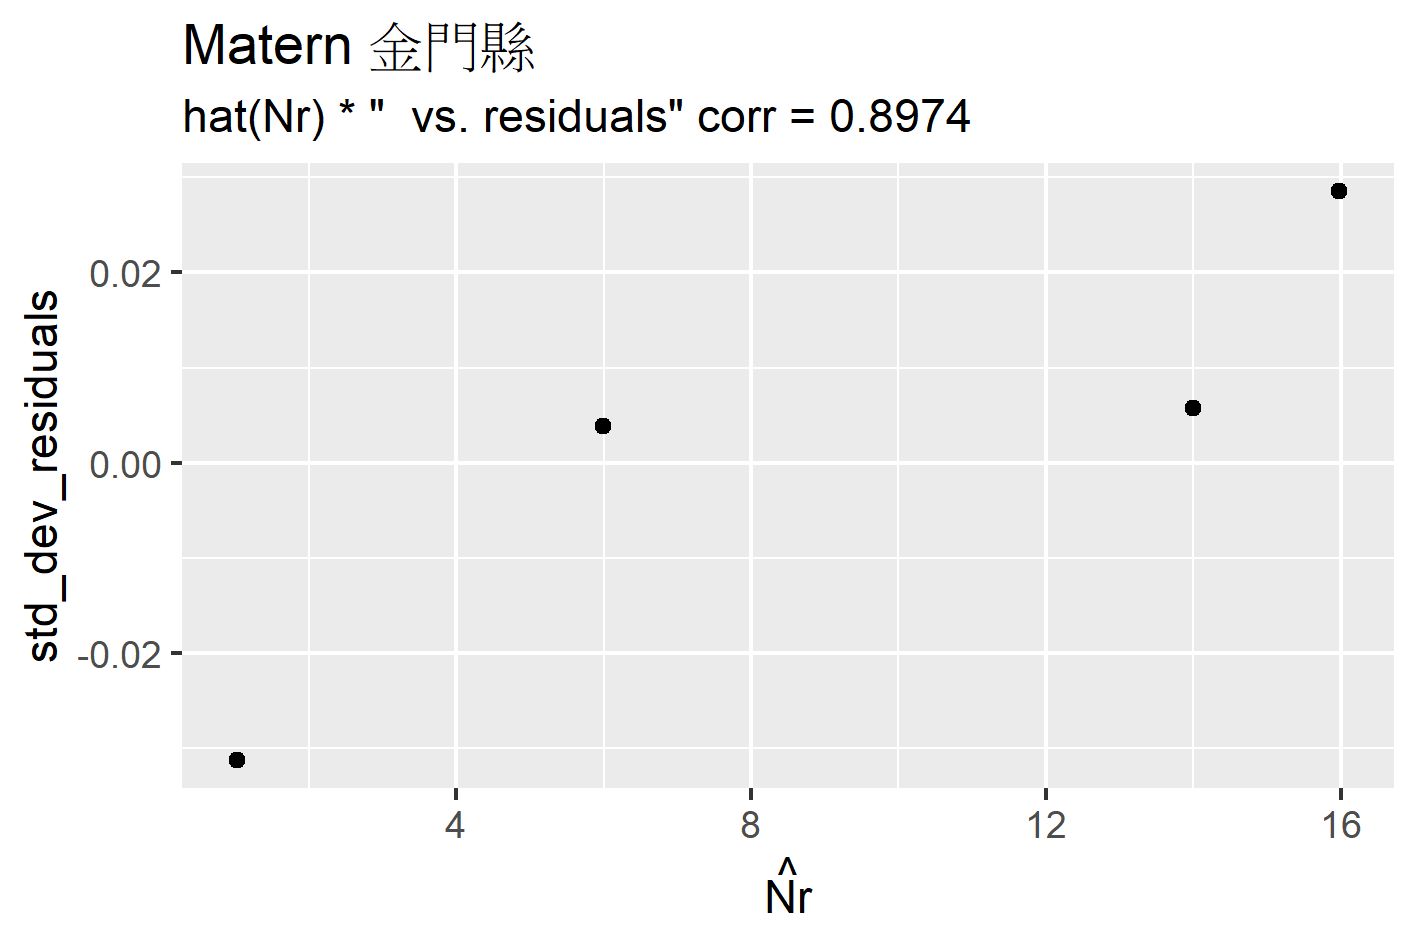 Matern 金門縣
hat(Nr) * "  vs. residuals" corr = 0.8974
std_dev_residuals
0.02
0.00
-0.02
4
8
12
16
N̂r